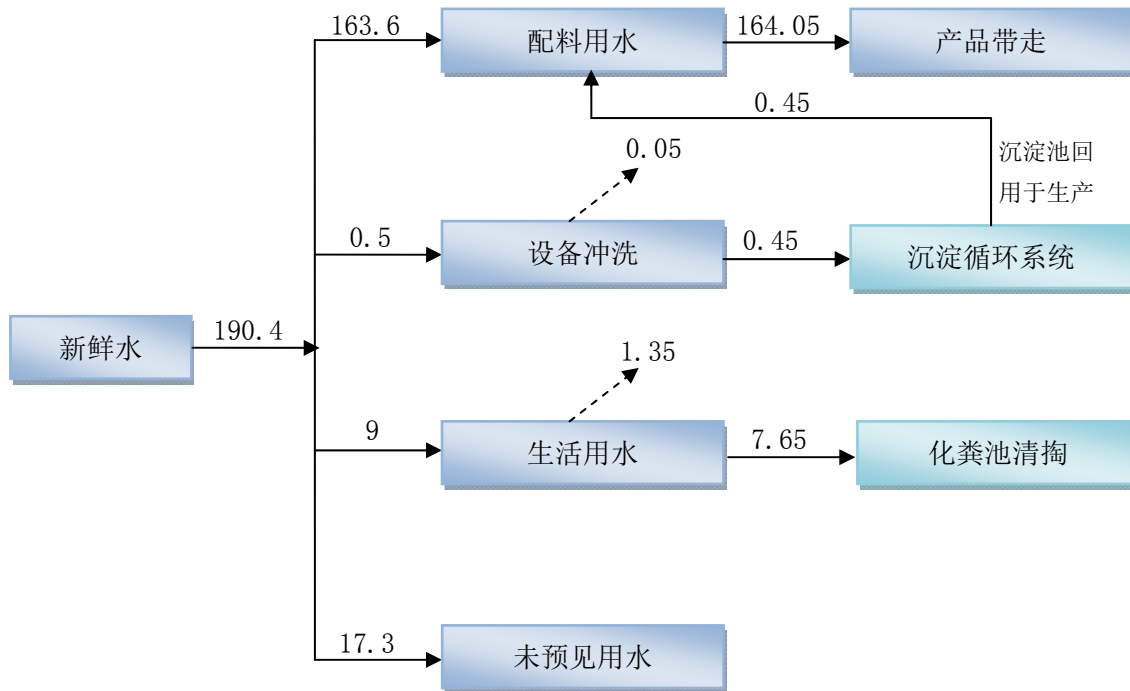 163.6
配料用水
164.05
产品带走
0.45
沉淀池回
用于生产
0.05
0.5
设备冲洗
0.45
沉淀循环系统
新鲜水
190.4
1.35
9
生活用水
7.65
化粪池清掏
17.3
未预见用水